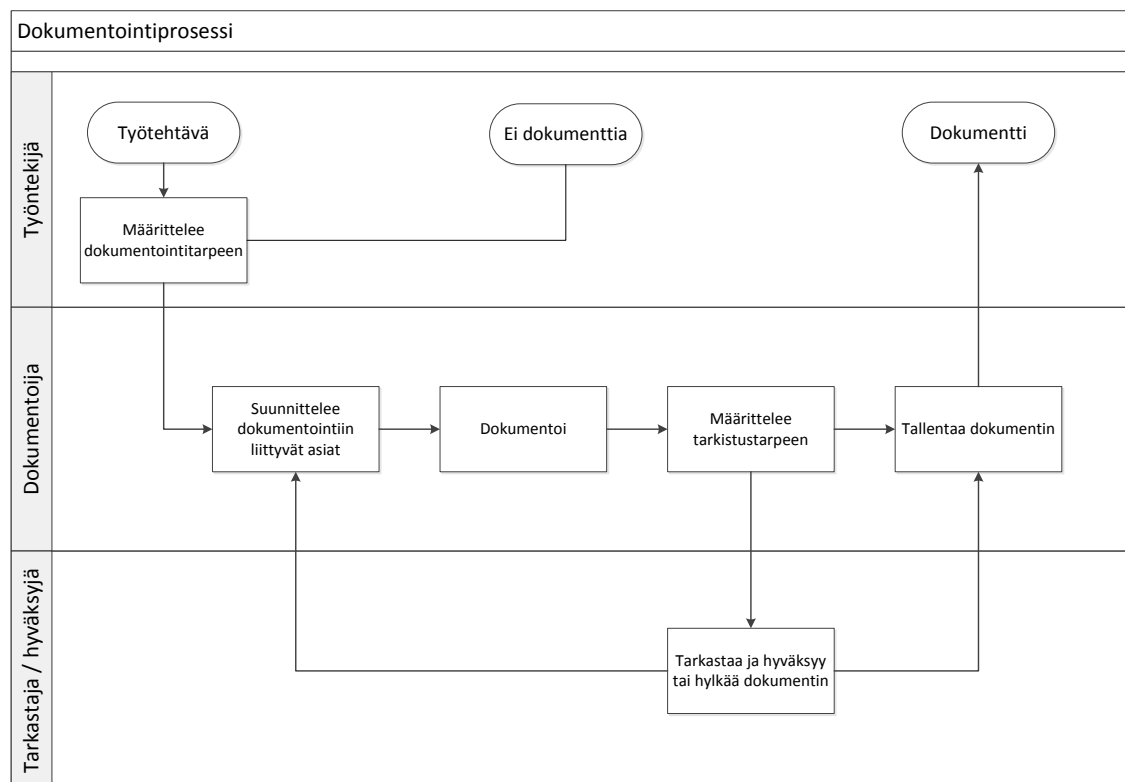 Dokumentointiprosessi
Työntekijä
Työtehtävä
Ei dokumenttia
Dokumentti
Määrittelee
dokumentointitarpeen
Dokumentoija
Suunnittelee
dokumentointiin
liittyvät asiat
Dokumentoi
Määrittelee
tarkistustarpeen
Tallentaa dokumentin
Tarkastaja / hyväksyjä
Tarkastaa ja hyväksyy
tai hylkää dokumentin